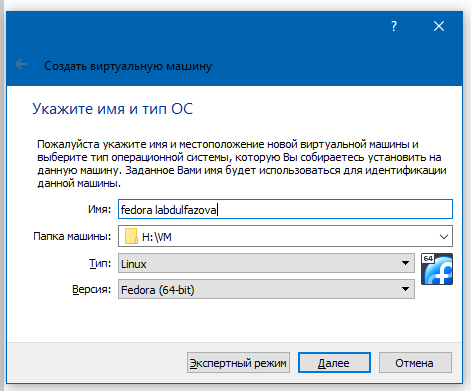 ?
Создать виртуальную машину
Укажите имя и тип ОС
Пожалуйста укажите имя и местоположение новой виртуальной машины и
выберите тип операционной системы, которую Вы собираетесь установить на
данную машину. Заданное Вами имя будет использоваться для идентификации
данной машины.
Имя: fedora labdulfazova
Папка машины: H:\VM
Тип: Linux
64
Версия: Fedora (64-bit)
Экспертный режим Далее Отмена